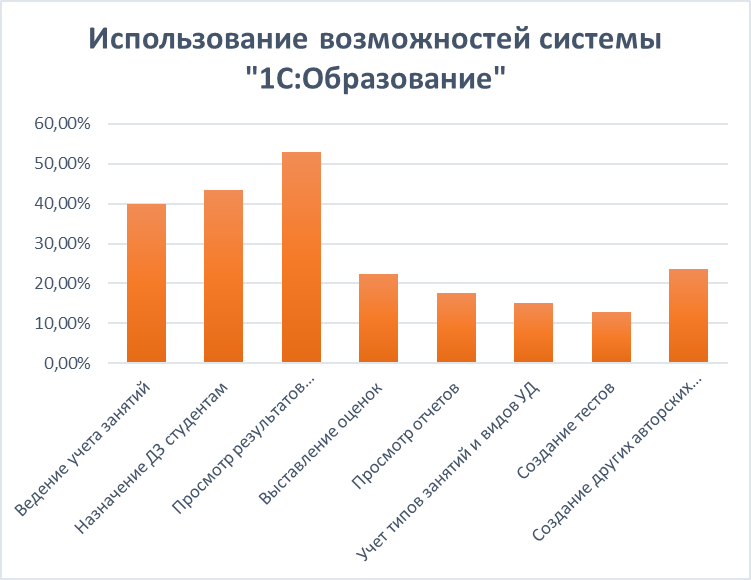 Использование возможностей системы
"1С:Образование"
60,00%
50,00%
40,00%
30,00%
20,00%
10,00%
0,00%
Ведение учета занятий
Назначение ДЗ студентам
Просмотр результатов...
Выставление оценок
Просмотр отчетов
Учет типов занятий и видов УД
Создание тестов
Создание других авторских...